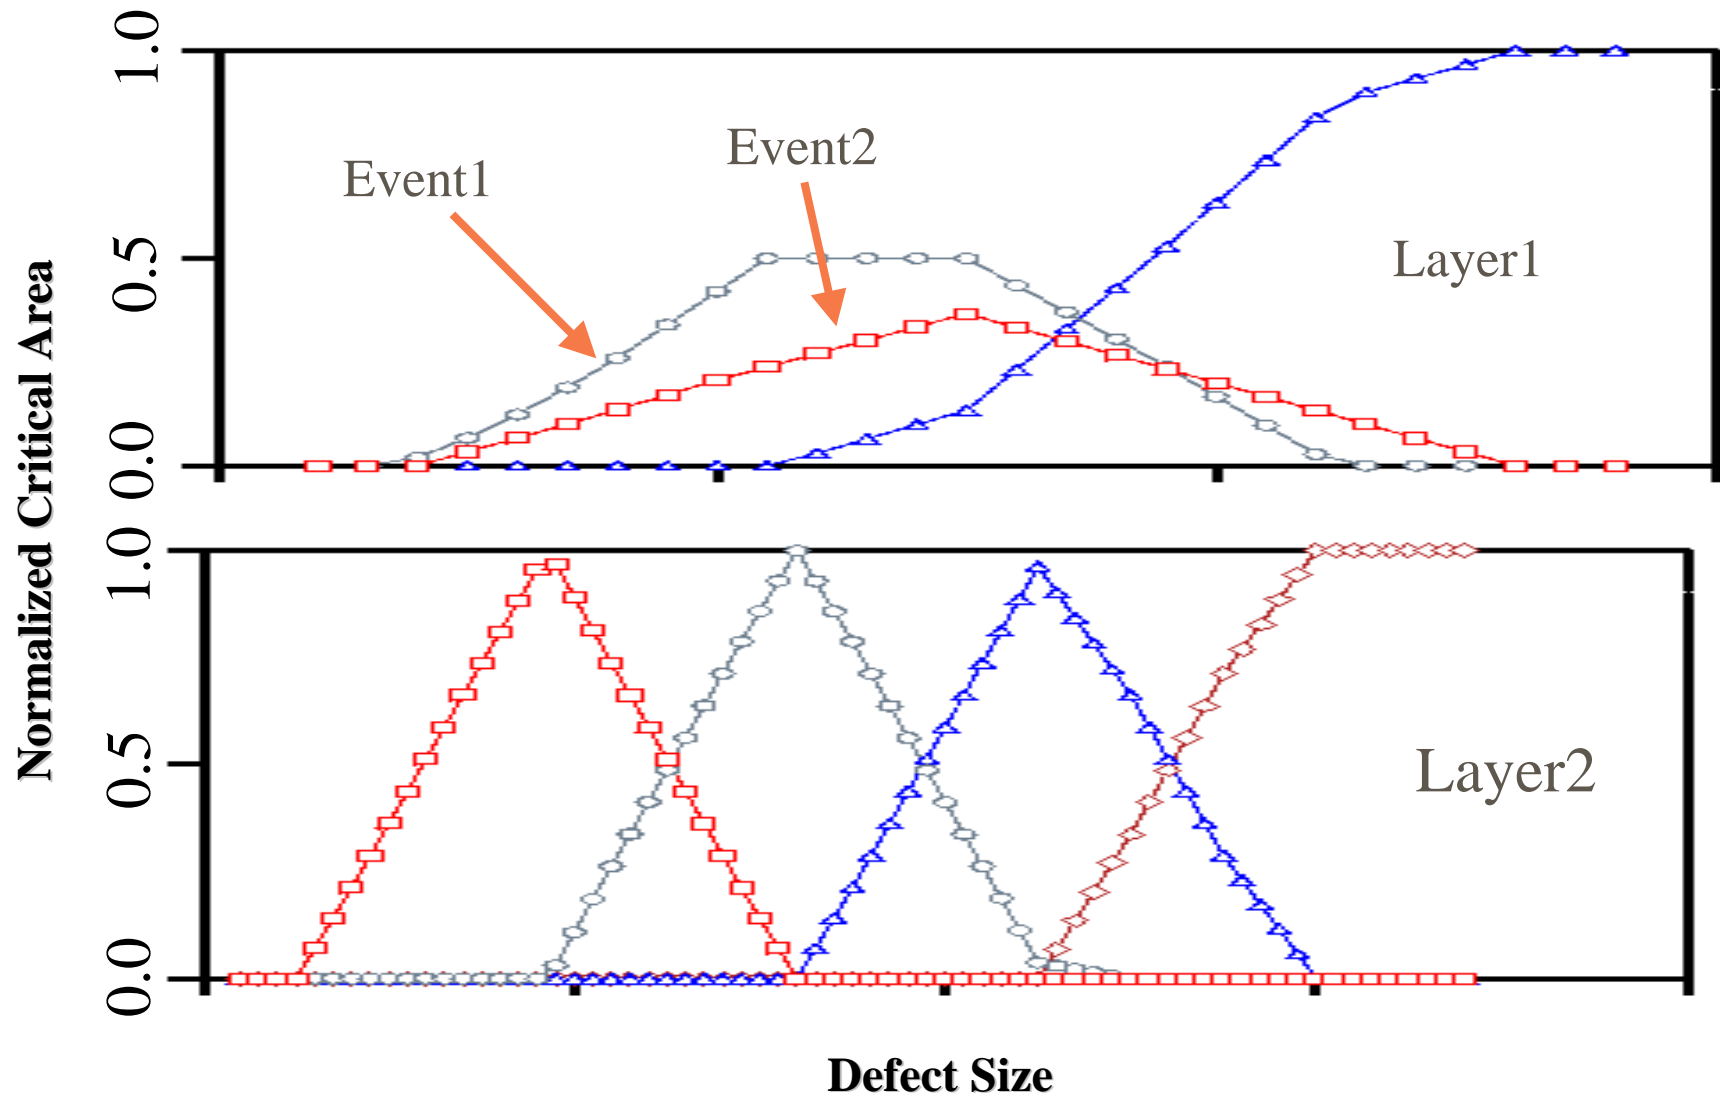 1.0
Event1
Event2
0.5
Layer1
0.0
Normalized Critical Area
1.0
0.5
Layer2
0.0
Defect Size